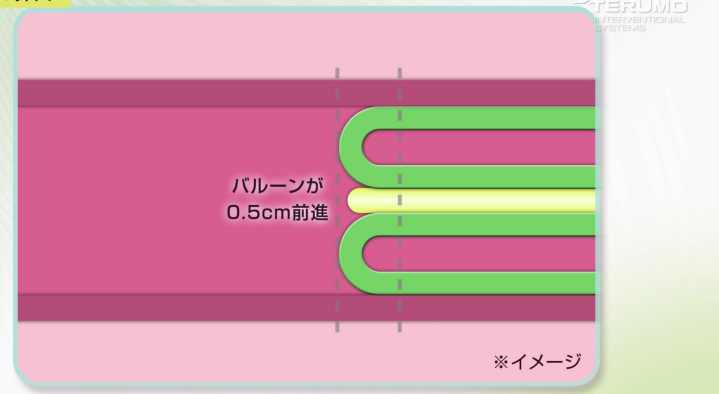 TERUMO
INTERVENTIONAL
SYSTEMS
バルーンが
0.5cm前進
※イメージ